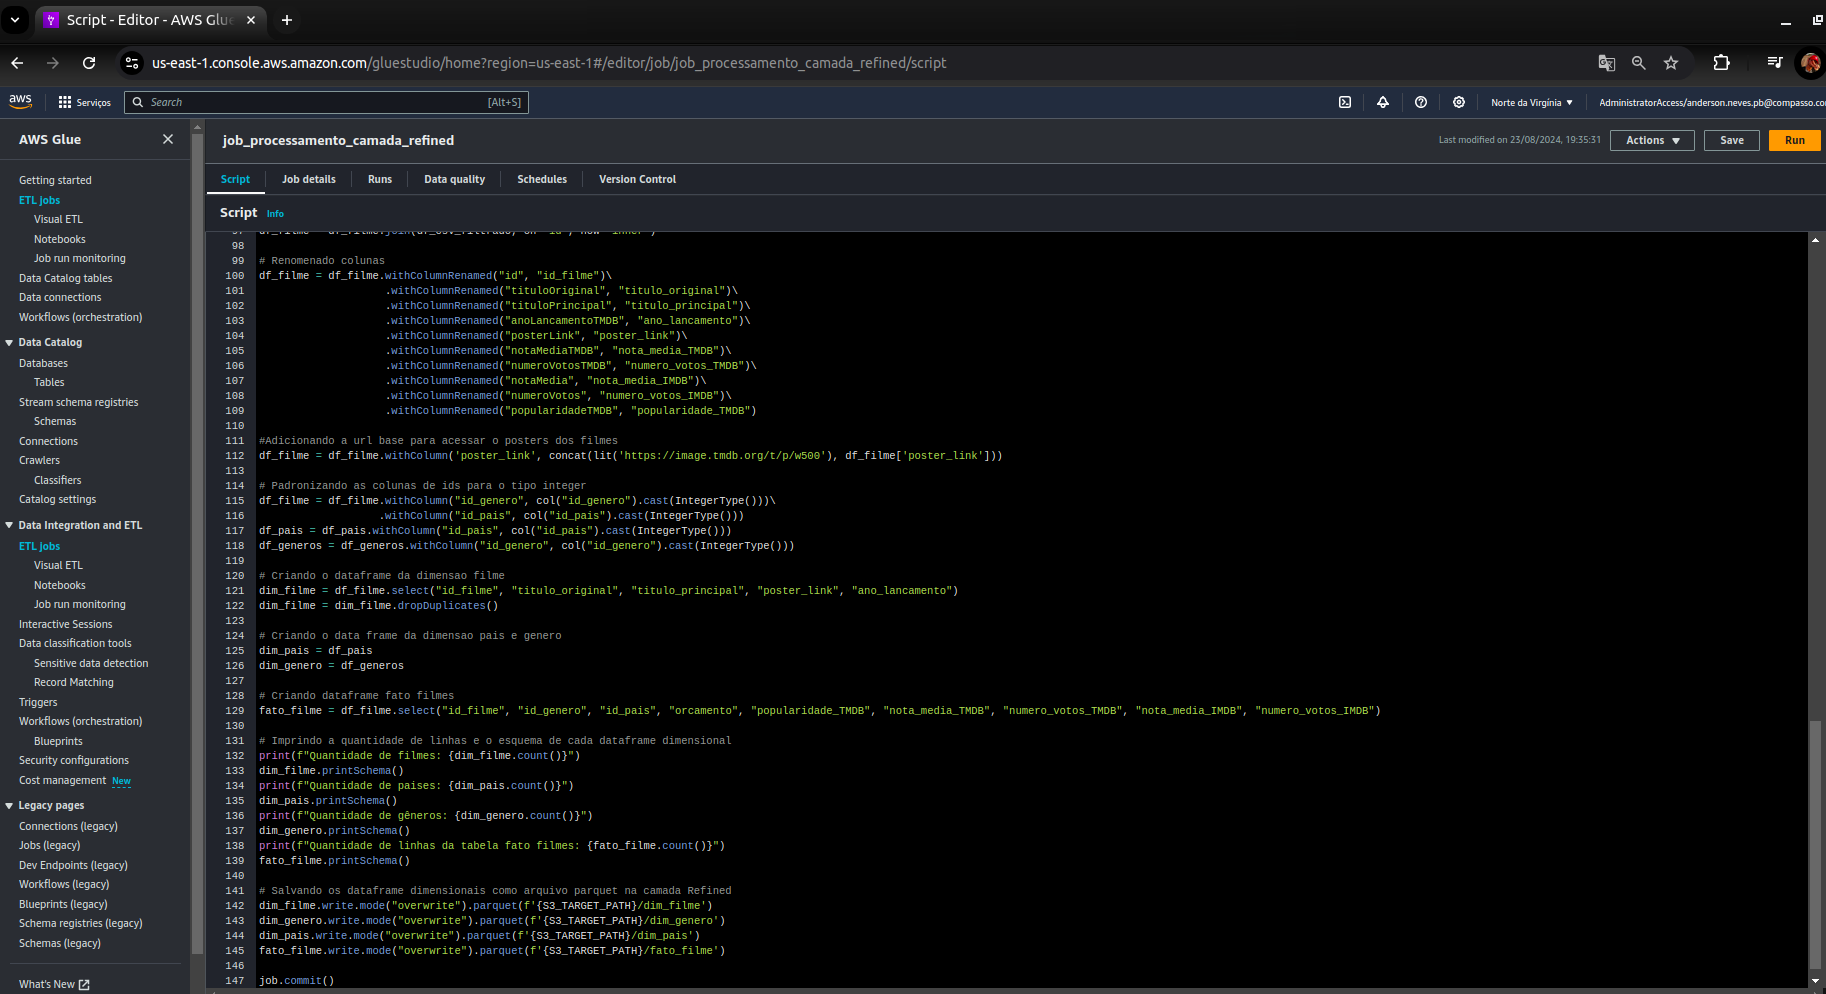 Script - Editor - AWS Glue
us-east-1.console.aws.amazon.com/gluestudio/home?region=us-east-1#/editor/job/job_processamento_camada_refined/script
aws
Serviços
Search
[Alt+S]
Norte da Virgínia
AdministratorAccess/anderson.neves.pb@compasso.co
AWS Glue
Getting started
ETL jobs
Visual ETL
Notebooks
Job run monitoring
Data Catalog tables
Data connections
Workflows (orchestration)
Data Catalog
Databases
Tables
Stream schema registries
Schemas
Connections
Crawlers
Classifiers
Catalog settings
Data Integration and ETL
ETL jobs
Visual ETL
Notebooks
Job run monitoring
Interactive Sessions
Data classification tools
Sensitive data detection
Record Matching
Triggers
Workflows (orchestration)
Blueprints
Security configurations
Cost management New
Legacy pages
Connections (legacy)
Jobs (legacy)
Dev Endpoints (legacy)
Workflows (legacy)
Blueprints (legacy)
Schema registries (legacy)
Schemas (legacy)
What's New
job_processamento_camada_refined
Last modified on 23/08/2024, 19:35:31
Actions
Save
Run
Script
Job details
Runs
Data quality
Schedules
Version Control
Script Info
98
99 # Renomenado colunas
100 df_filme = df_filme.withColumnRenamed("id", "id_filme")\
101 .withColumnRenamed("tituloOriginal", "titulo_original")\
102 .withColumnRenamed("tituloPrincipal", "titulo_principal")\
103 .withColumnRenamed("anoLancamentoTMDB", "ano_lancamento")\
104 .withColumnRenamed("posterLink", "poster_link")\
105 .withColumnRenamed("notaMediaTMDB", "nota_media_TMDB")\
106 .withColumnRenamed("numeroVotosTMDB", "numero_votos_TMDB")\
107 .withColumnRenamed("notaMedia", "nota_media_IMDB")\
108 .withColumnRenamed("numeroVotos", "numero_votos_IMDB")\
109 .withColumnRenamed("popularidadeTMDB", "popularidade_TMDB")
110
111 #Adicionando a url base para acessar o posters dos filmes
112 df_filme = df_filme.withColumn('poster_link', concat(lit('https://image.tmdb.org/t/p/w500'), df_filme['poster_link']))
113
114 # Padronizando as colunas de ids para o tipo integer
115 df_filme = df_filme.withColumn("id_genero", col("id_genero").cast(IntegerType()))\
116 .withColumn("id_pais", col("id_pais").cast(IntegerType()))
117 df_pais = df_pais.withColumn("id_pais", col("id_pais").cast(IntegerType()))
118 df_generos = df_generos.withColumn("id_genero", col("id_genero").cast(IntegerType()))
119
120 # Criando o dataframe da dimensao filme
121 dim_filme = df_filme.select("id_filme", "titulo_original", "titulo_principal", "poster_link", "ano_lancamento")
122 dim_filme = dim_filme.dropDuplicates()
123
124 # Criando o data frame da dimensao pais e genero
125 dim_pais = df_pais
126 dim_genero = df_generos
127
128 # Criando dataframe fato filmes
129 fato_filme = df_filme.select("id_filme", "id_genero", "id_pais", "orcamento", "popularidade_TMDB", "nota_media_TMDB", "numero_votos_TMDB", "nota_media_IMDB", "numero_votos_IMDB")
130
131 # Imprindo a quantidade de linhas e o esquema de cada dataframe dimensional
132 print(f"Quantidade de filmes: {dim_filme.count()}")
133 dim_filme.printSchema()
134 print(f"Quantidade de paises: {dim_pais.count()}")
135 dim_pais.printSchema()
136 print(f"Quantidade de gêneros: {dim_genero.count()}")
137 dim_genero.printSchema()
138 print(f"Quantidade de linhas da tabela fato filmes: {fato_filme.count()}")
139 fato_filme.printSchema()
140
141 # Salvando os dataframe dimensionais como arquivo parquet na camada Refined
142 dim_filme.write.mode("overwrite").parquet(f'{S3_TARGET_PATH}/dim_filme')
143 dim_genero.write.mode("overwrite").parquet(f'{S3_TARGET_PATH}/dim_genero')
144 dim_pais.write.mode("overwrite").parquet(f'{S3_TARGET_PATH}/dim_pais')
145 fato_filme.write.mode("overwrite").parquet(f'{S3_TARGET_PATH}/fato_filme')
146
147 job.commit()